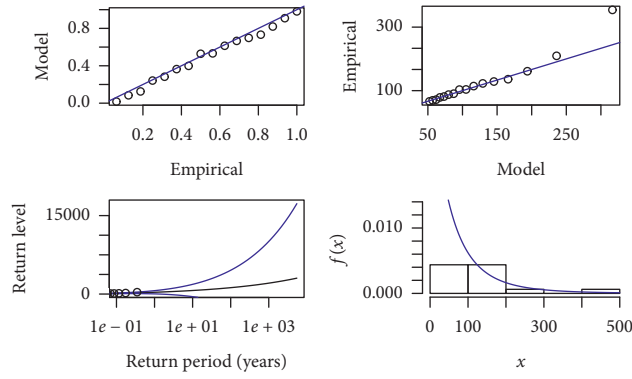 Model
0.8
0.4
0.0
0.2 0.4 0.6 0.8 1.0
Empirical
Empirical
300
100
50 150 250
Model
Return level
15000
0
1e – 01 1e + 01 1e + 03
Return period (years)
f (x)
0.010
0.000
0 100 300 500
x